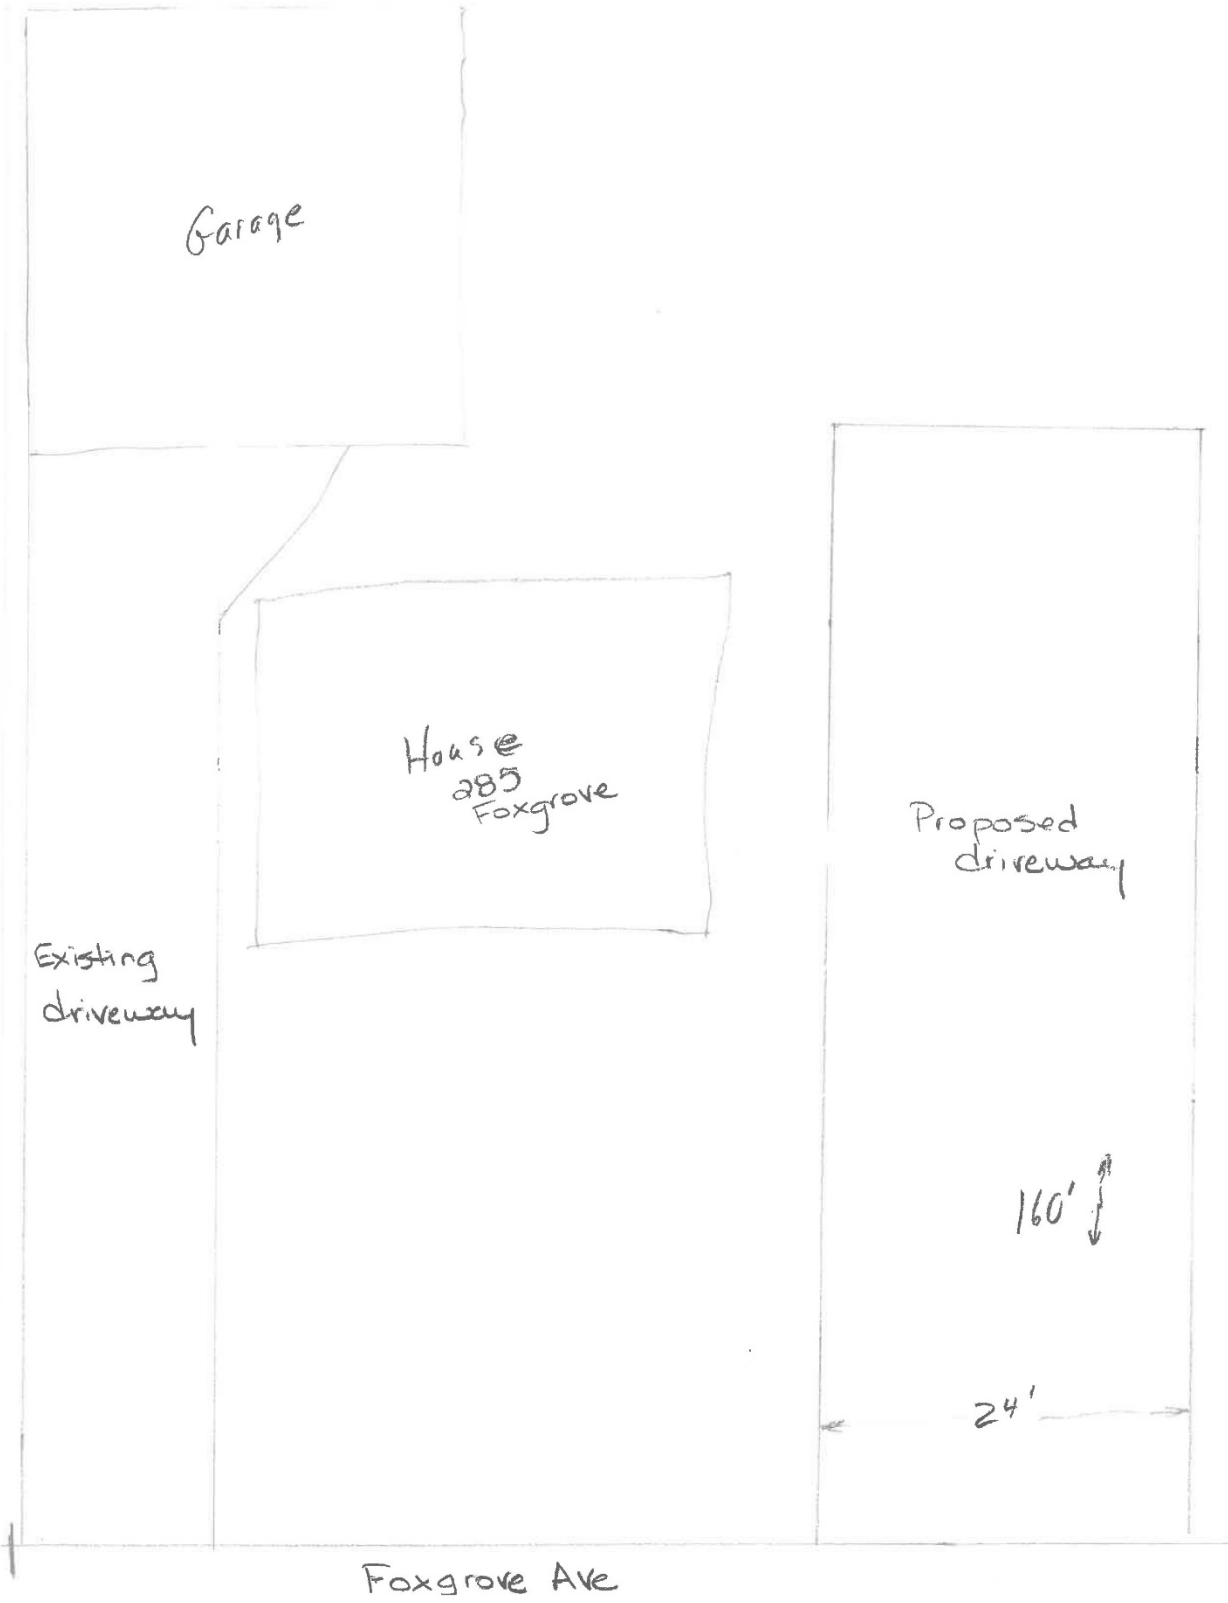 Garage
House
285
Foxgrove
Proposed
driveway
Existing
driveway
160'
24'
Foxgrove Ave